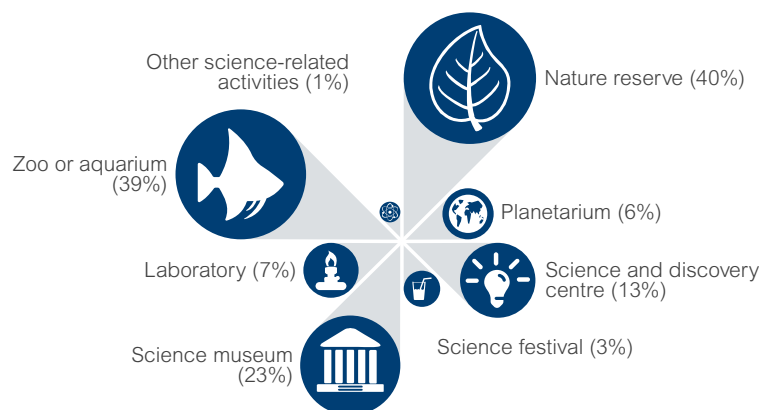 Other science-related
activities (1%)
Nature reserve (40%)
Zoo or aquarium
(39%)
Planetarium (6%)
Laboratory (7%)
Science and discovery
centre (13%)
Science museum
(23%)
Science festival (3%)